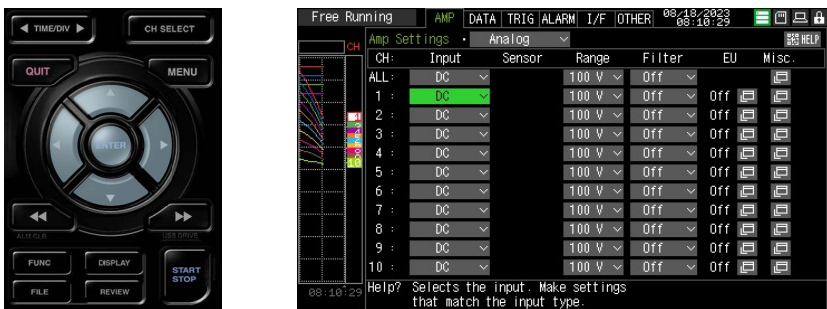 TIME/DIV
CH SELECT
QUIT
MENU
ENTER
ALM CLR
USB DRIVE
FUNC
DISPLAY
START
STOP
FILE
REVIEW
Free Running AMP DATA TRIG ALARM I/F OTHER 08/18/2023
08:10:29
Amp Settings · Analog HELP
CH
CH: Input Sensor Range Filter EU Misc.
ALL: DC 100 V Off
1 : DC 100 V Off Off
2 : DC 100 V Off Off
3 : DC 100 V Off Off
4 : DC 100 V Off Off
5 : DC 100 V Off Off
6 : DC 100 V Off Off
7 : DC 100 V Off Off
8 : DC 100 V Off Off
9 : DC 100 V Off Off
10 : DC 100 V Off Off
10
08:10:29
Help? Selects the input. Make settings
that match the input type.